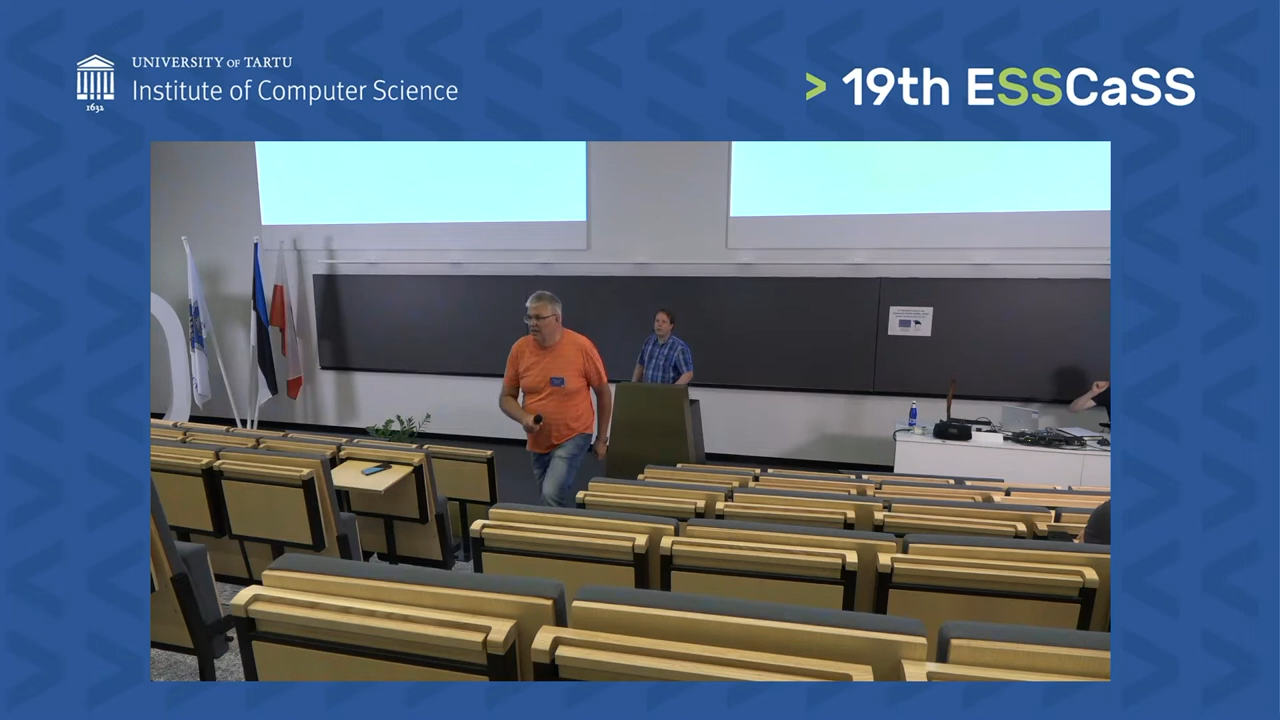 UNIVERSITY OF TARTU
Institute of Computer Science
1632
> 19th ESSCaSS